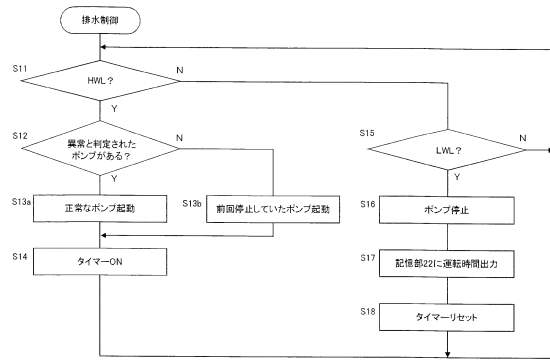 排水制御
S11
HWL？
N
Y
S12
異常と判定された
ポンプがある？
N
Y
S13a
正常なポンプ起動
S13b
前回停止していたポンプ起動
S14
タイマーON
S15
LWL？
N
Y
S16
ポンプ停止
S17
記憶部22に運転時間出力
S18
タイマーリセット